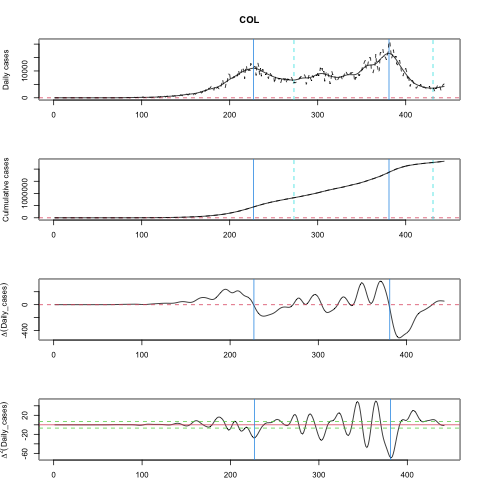 COL
Daily cases
0 10000
0 100 200 300 400
Culmulative cases
0 1000000
0 100 200 300 400
Δ(Daily_cases)
-400 0
0 100 200 300 400
Δ²(Daily_cases)
-60 -20 20
0 100 200 300 400